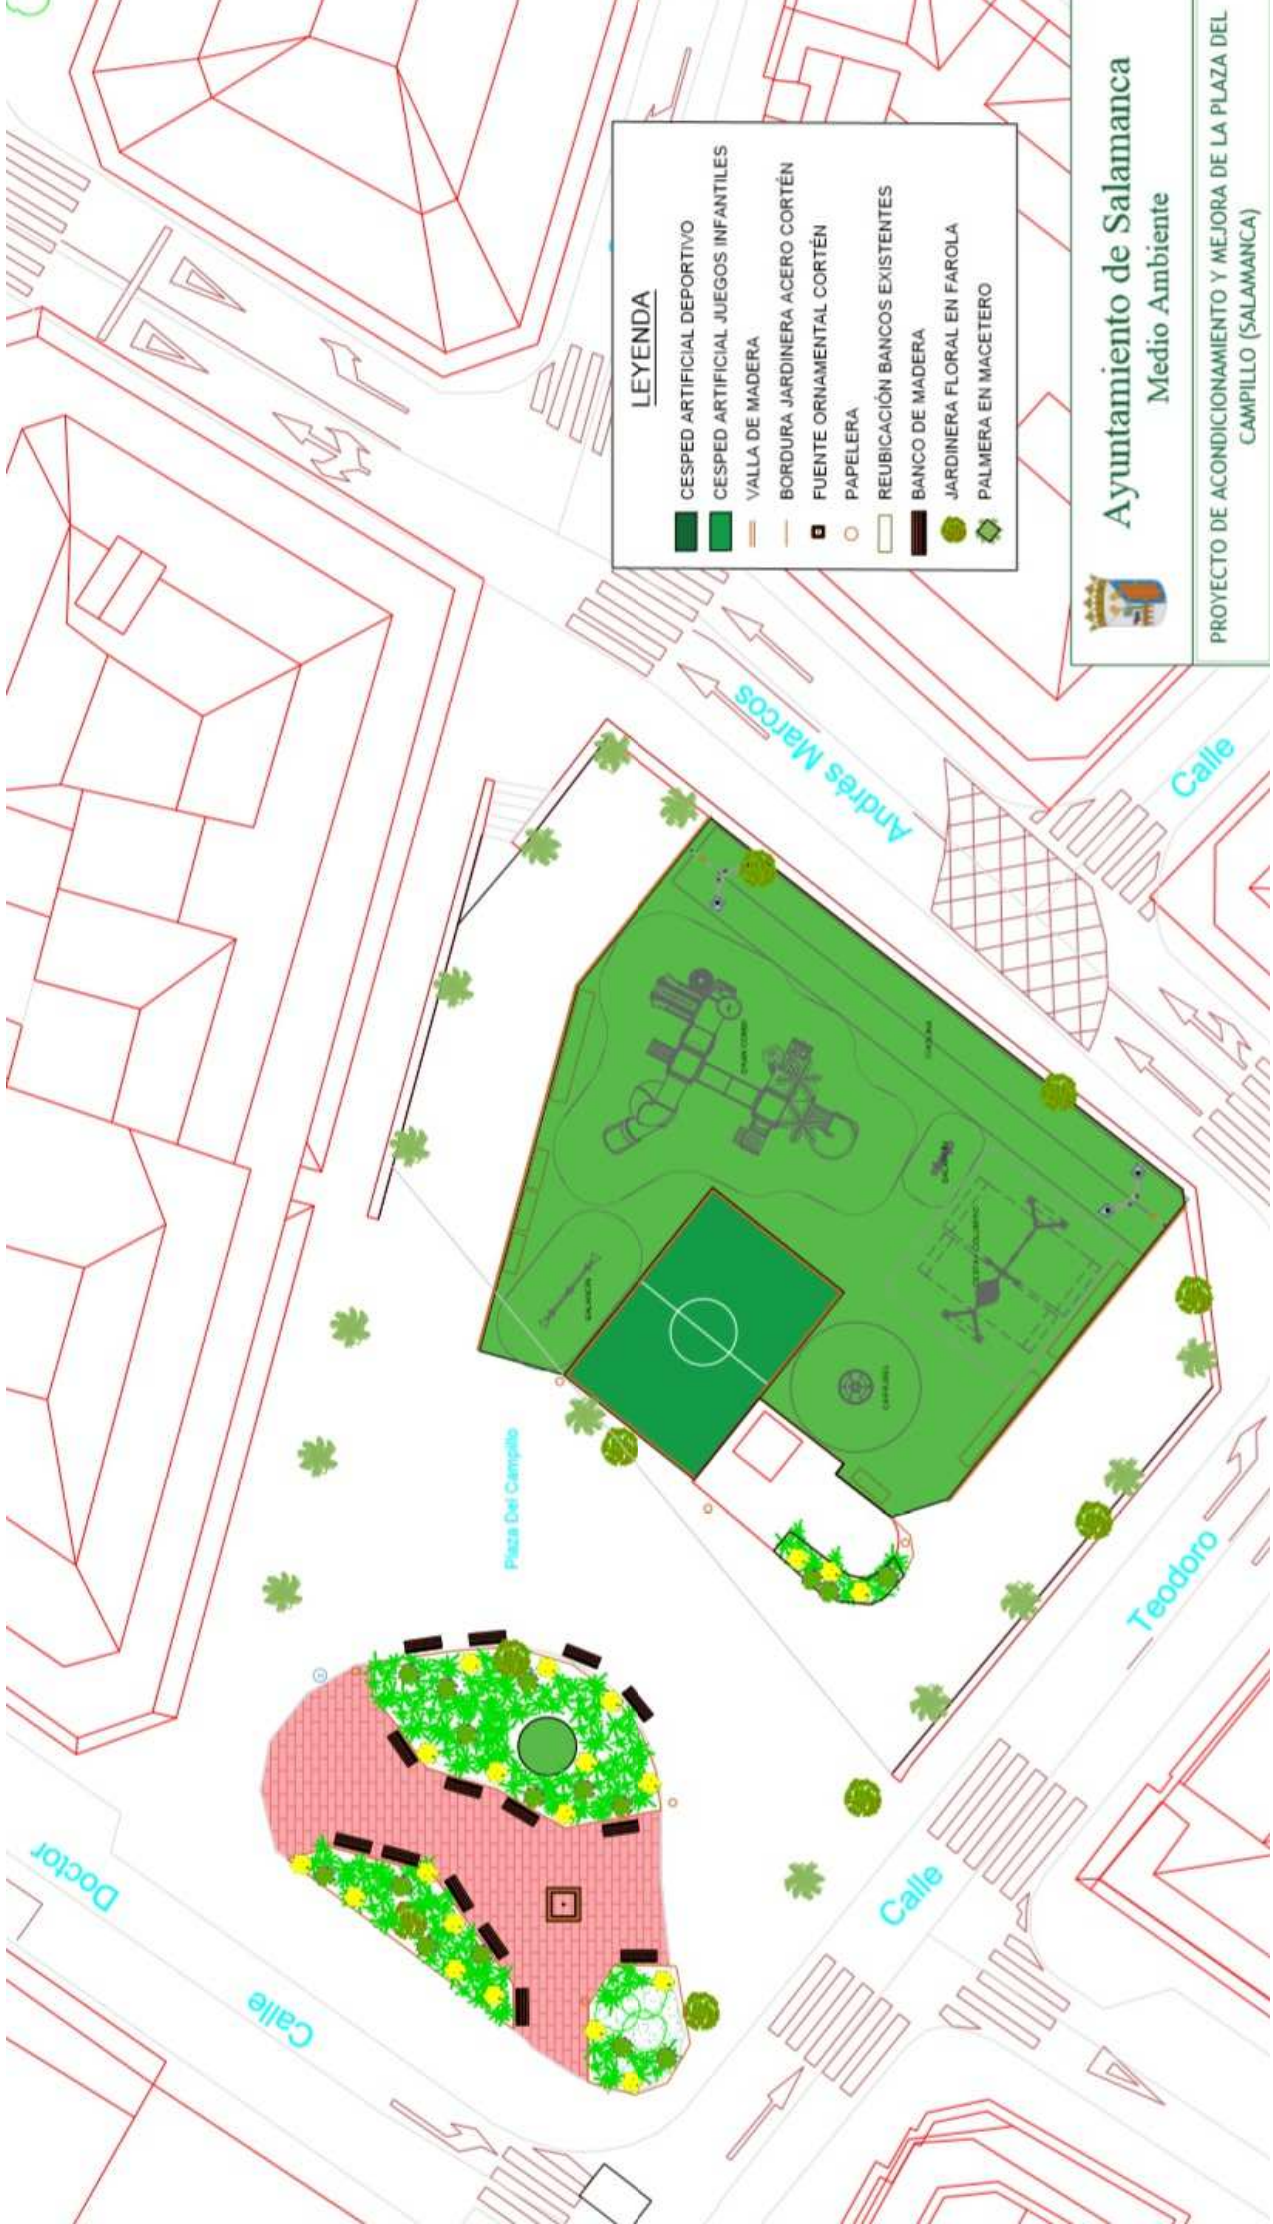 LEYENDA
CESPED ARTIFICIAL DEPORTIVO
CESPED ARTIFICIAL JUEGOS INFANTILES
VALLA DE MADERA
BORDURA JARDINERA ACERO CORTÉN
FUENTE ORNAMENTAL CORTÉN
PAPELERA
REUBICACIÓN BANCOS EXISTENTES
BANCO DE MADERA
JARDINERA FLORAL EN FAROLA
PALMERA EN MACETERO
Ayuntamiento de Salamanca
Medio Ambiente
PROYECTO DE ACONDICIONAMIENTO Y MEJORA DE LA PLAZA DEL
CAMPILLO (SALAMANCA)
Calle
Doctor
Plaza Del Campillo
Andrés Marcos
Calle
Teodoro
Calle
BALANCIN
TIROLINA